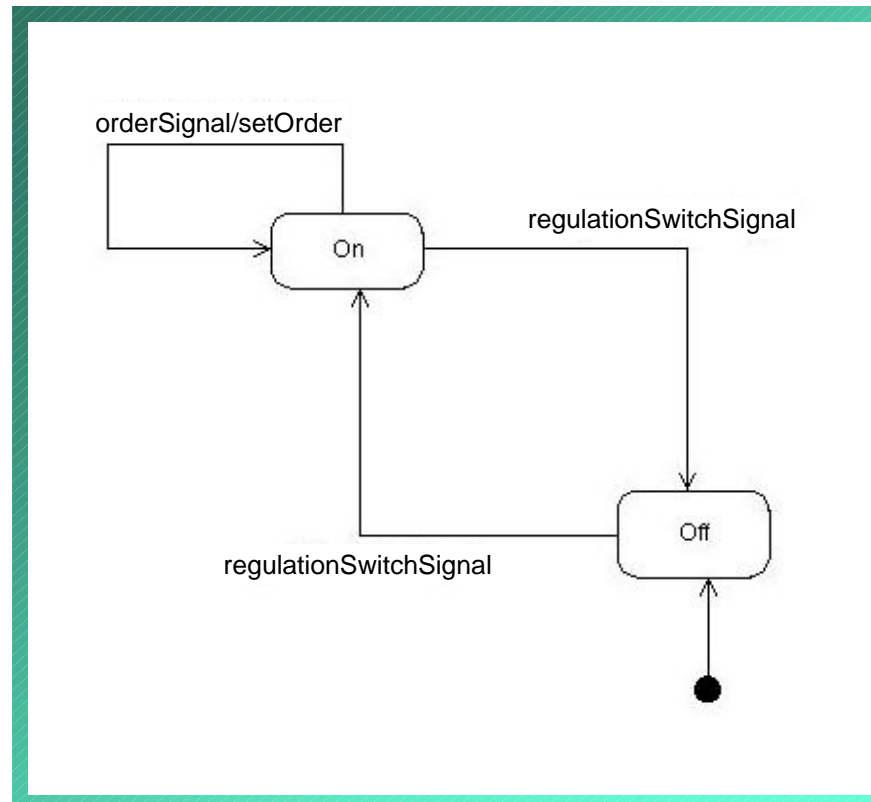 orderSignal/setOrder
regulationSwitchSignal
On
Off
regulationSwitchSignal